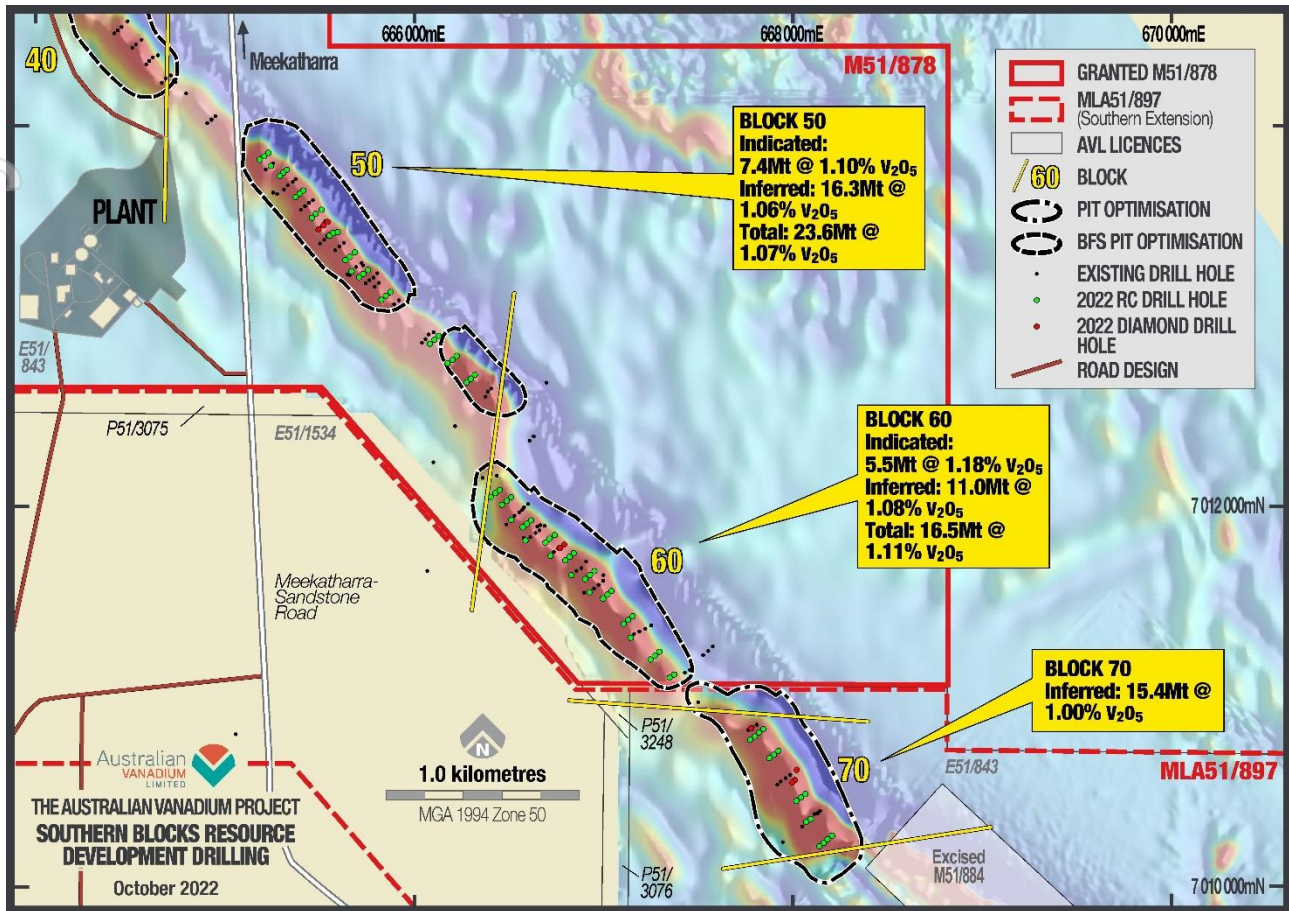 666 000mE
668 000mE
670 000mE
40
Meekatharra
M51/878
GRANTED M51/878
MLA51/897
(Southern Extension)
AVL LICENCES
60 BLOCK
PIT OPTIMISATION
BFS PIT OPTIMISATION
EXISTING DRILL HOLE
2022 RC DRILL HOLE
2022 DIAMOND DRILL
HOLE
ROAD DESIGN
BLOCK 50
Indicated:
7.4Mt @ 1.10% V₂O₅
Inferred: 16.3Mt @
1.06% V₂O₅
Total: 23.6Mt @
1.07% V₂O₅
50
PLANT
E51/
843
P51/3075
E51/1534
BLOCK 60
Indicated:
5.5Mt @ 1.18% V₂O₅
Inferred: 11.0Mt @
1.08% V₂O₅
Total: 16.5Mt @
1.11% V₂O₅
7 012 000mN
60
Meekatharra-
Sandstone
Road
BLOCK 70
Inferred: 15.4Mt @
1.00% V₂O₅
P51/
3248
70
E51/843
MLA51/897
Australian
VANADIUM
LIMITED
N
1.0 kilometres
MGA 1994 Zone 50
THE AUSTRALIAN VANADIUM PROJECT
SOUTHERN BLOCKS RESOURCE
DEVELOPMENT DRILLING
October 2022
P51/
3076
Excised
M51/884
7 010 000mN